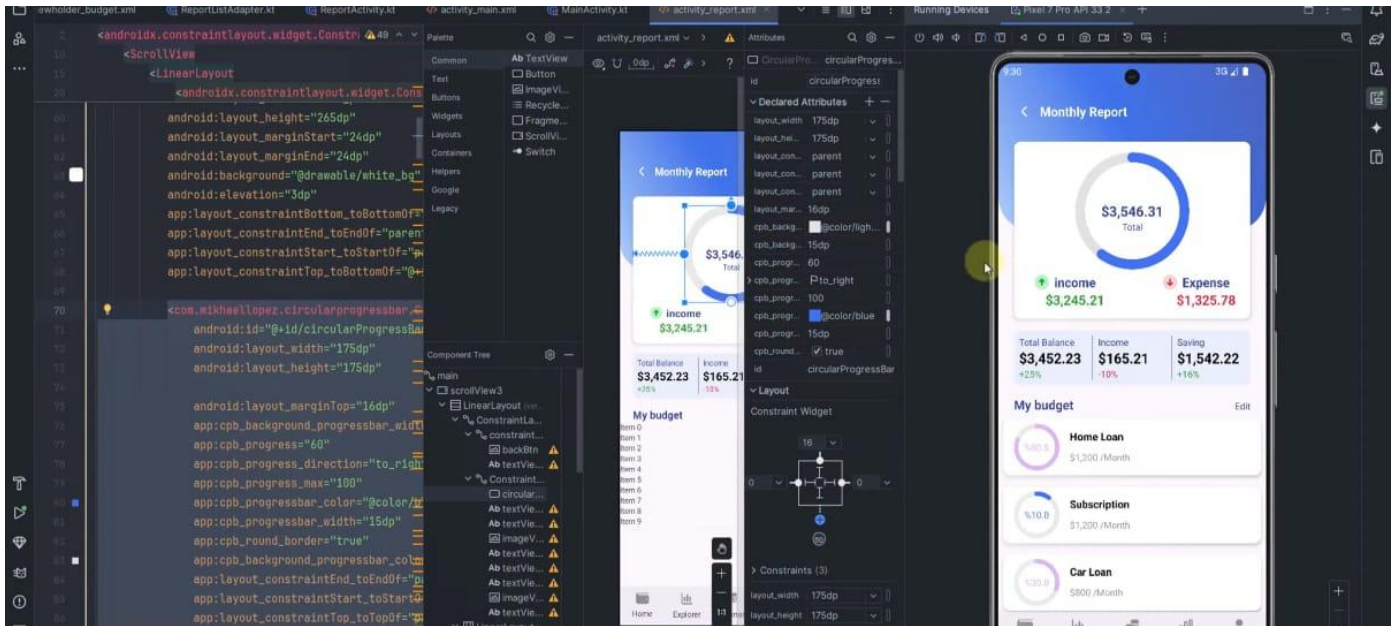 ewholder_budget.xml ReportListAdapter.kt ReportActivity.kt activity_main.xml MainActivity.kt activity_report.xml
<androidx.constraintlayout.widget.Constr 49
<ScrollView
<LinearLayout
<androidx.constraintlayout.widget.Cons
android:layout_height="265dp"
android:layout_marginStart="24dp"
android:layout_marginEnd="24dp"
android:background="@drawable/white_bg"
android:elevation="3dp"
app:layout_constraintBottom_toBottomOf=
app:layout_constraintEnd_toEndOf="paren
app:layout_constraintStart_toStartOf="p
app:layout_constraintTop_toBottomOf="@+
70 <com.mikhaellopez.circularprogressbar.C
android:id="@+id/circularProgressBa
android:layout_width="175dp"
android:layout_height="175dp"
android:layout_marginTop="16dp"
app:cpb_background_progressbar_widt
app:cpb_progress="60"
app:cpb_progress_direction="to_righ
app:cpb_progress_max="100"
app:cpb_progressbar_color="@color/b
app:cpb_progressbar_width="15dp"
app:cpb_round_border="true"
app:cpb_background_progressbar_colo
app:layout_constraintEnd_toEndOf="p
app:layout_constraintStart_toStartO
app:layout_constraintTop_toTopOf="p
Palette
Common
Text
Buttons
Widgets
Layouts
Containers
Helpers
Google
Legacy
Ab TextView
Button
ImageVi...
Recycle...
Fragme...
ScrollVi...
Switch
Component Tree
main
scrollView3
LinearLayout
ConstraintLa...
constraint...
backBtn
Ab textVie...
Constraint...
circular...
Ab textVie...
Ab textVie...
imageV...
Ab textVie...
Ab textVie...
imageV...
Ab textVie...
activity_report.xml
0dp
Monthly Report
$3,546.
Total
income
$3,245.21
Total Balance Income
$3,452.23 $165.21
+25% -10%
My budget
Item 0
Item 1
Item 2
Item 3
Item 4
Item 5
Item 6
Item 7
Item 8
Item 9
Home Explorer
1:1
Attributes
CircularPro... circularProgres...
id circularProgress
Declared Attributes
layout_width 175dp
layout_hei... 175dp
layout_con... parent
layout_con... parent
layout_con... parent
layout_mar... 16dp
cpb_backg... @color/ligh...
cpb_backg... 15dp
cpb_progr... 60
cpb_progr... to_right
cpb_progr... 100
cpb_progr... @color/blue
cpb_progr... 15dp
cpb_round... true
id circularProgressBar
Layout
Constraint Widget
16
0 0
Constraints (3)
layout_width 175dp
layout_height 175dp
Running Devices Pixel 7 Pro API 33 2
9:30 3G
Monthly Report
$3,546.31
Total
income Expense
$3,245.21 $1,325.78
Total Balance Income Saving
$3,452.23 $165.21 $1,542.22
+25% -10% +16%
My budget Edit
Home Loan
$1,200 /Month
%10.0 Subscription
$1,200 /Month
%30.0 Car Loan
$800 /Month